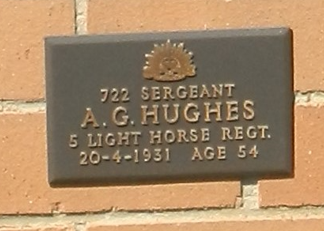 722 SERGEANT
A. G. HUGHES
5 LIGHT HORSE REGT.
20-4-1931 AGE 54